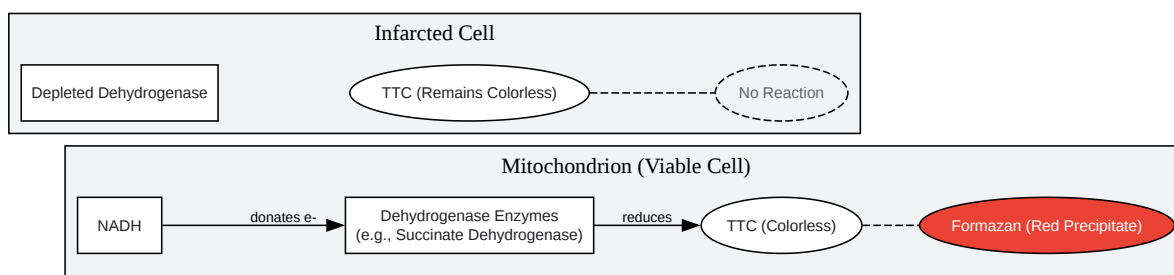 Infarcted Cell
Depleted Dehydrogenase
TTC (Remains Colorless)
No Reaction
Mitochondrion (Viable Cell)
NADH
donates e-
Dehydrogenase Enzymes
(e.g., Succinate Dehydrogenase)
reduces
TTC (Colorless)
Formazan (Red Precipitate)